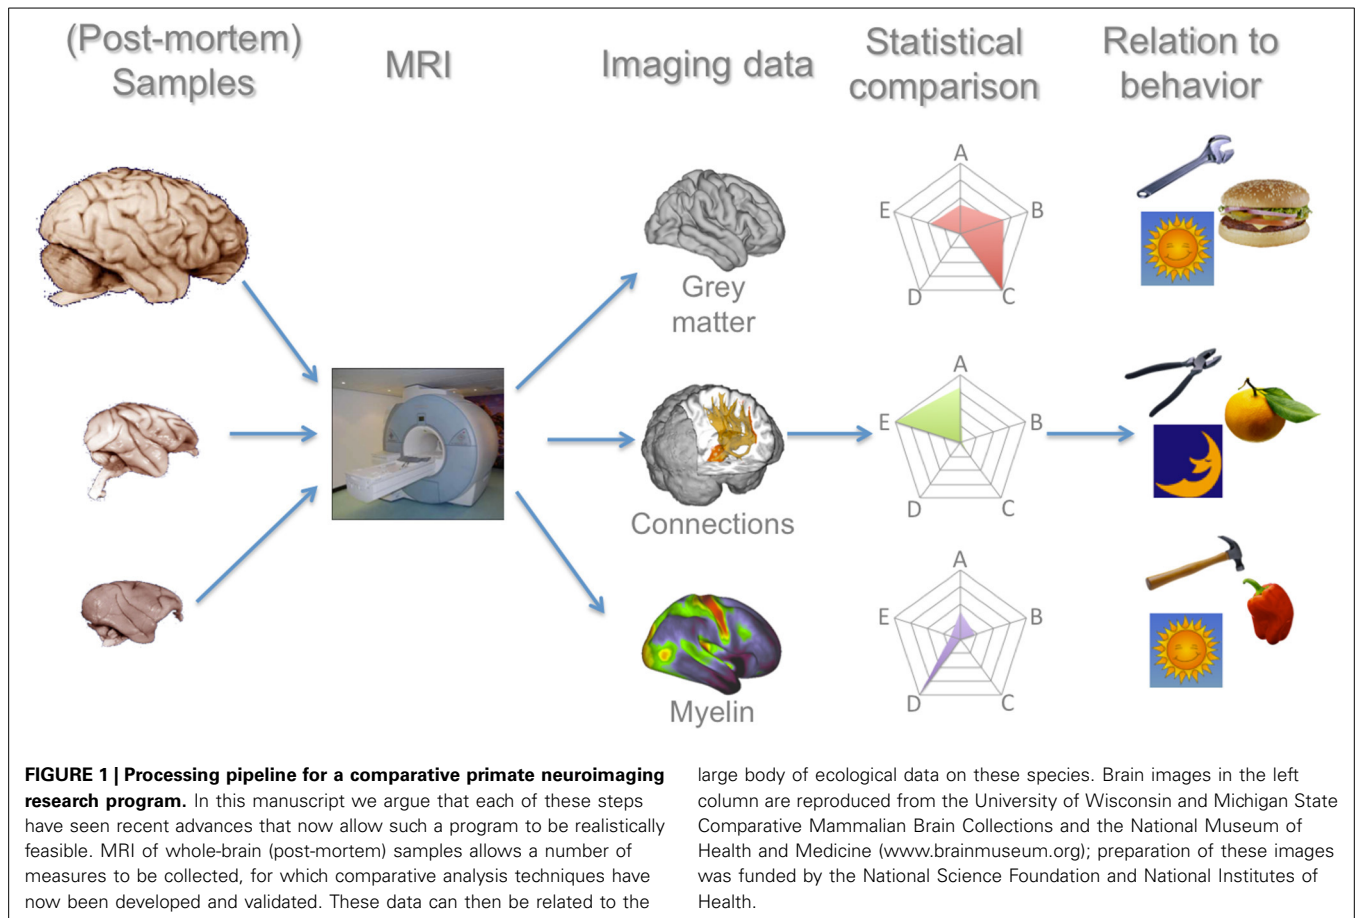 (Post-mortem)
Samples
MRI
Imaging data
Statistical
comparison
Relation to
behavior
A
E
B
D
C
Grey
matter
A
E
B
D
C
Connections
A
E
B
D
C
Myelin
FIGURE 1 | Processing pipeline for a comparative primate neuroimaging
research program. In this manuscript we argue that each of these steps
have seen recent advances that now allow such a program to be realistically
feasible. MRI of whole-brain (post-mortem) samples allows a number of
measures to be collected, for which comparative analysis techniques have
now been developed and validated. These data can then be related to the
large body of ecological data on these species. Brain images in the left
column are reproduced from the University of Wisconsin and Michigan State
Comparative Mammalian Brain Collections and the National Museum of
Health and Medicine (www.brainmuseum.org); preparation of these images
was funded by the National Science Foundation and National Institutes of
Health.